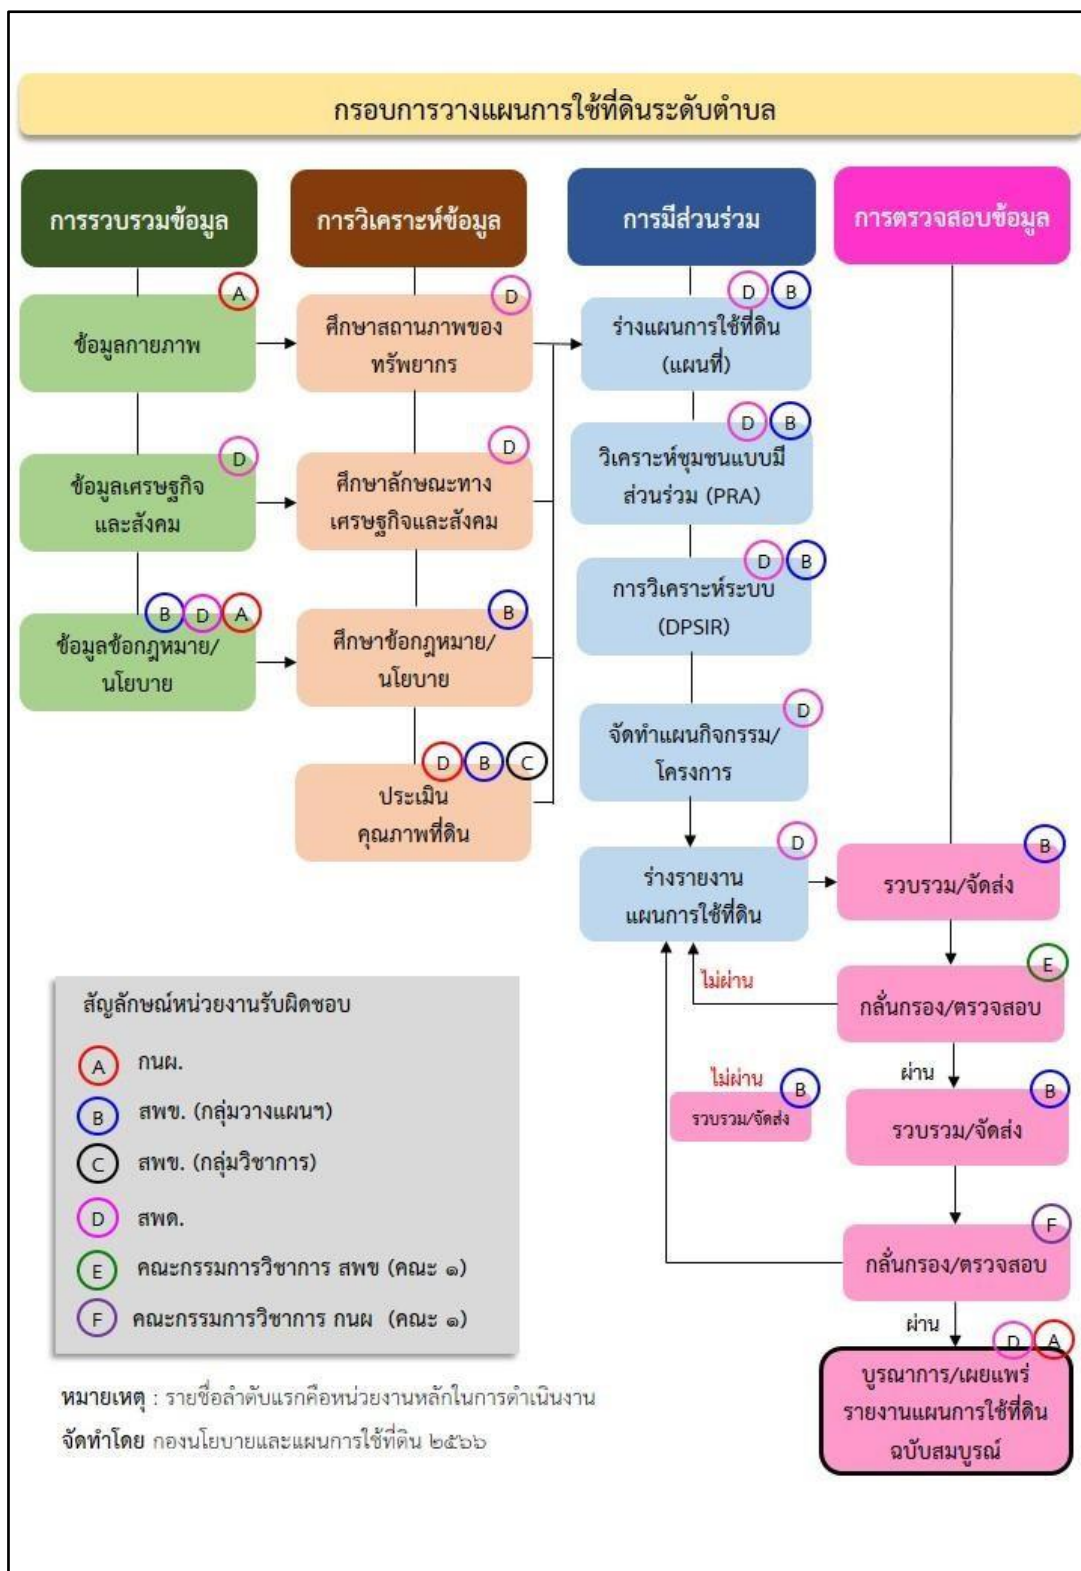 กรอบการวางแผนการใช้ที่ดินระดับตำบล
การรวบรวมข้อมูล
การวิเคราะห์ข้อมูล
การมีส่วนร่วม
การตรวจสอบข้อมูล
A
ข้อมูลกายภาพ
D
ศึกษาสถานภาพของ
ทรัพยากร
D B
ร่างแผนการใช้ที่ดิน
(แผนที่)
D
ข้อมูลเศรษฐกิจ
และสังคม
D
ศึกษาลักษณะทาง
เศรษฐกิจและสังคม
D B
วิเคราะห์ชุมชนแบบมี
ส่วนร่วม (PRA)
B D A
ข้อมูลข้อกฎหมาย/
นโยบาย
B
ศึกษาข้อกฎหมาย/
นโยบาย
D B
การวิเคราะห์ระบบ
(DPSIR)
D B C
ประเมิน
คุณภาพที่ดิน
D
จัดทำแผนกิจกรรม/
โครงการ
D
ร่างรายงาน
แผนการใช้ที่ดิน
B
รวบรวม/จัดส่ง
E
กลั่นกรอง/ตรวจสอบ
ไม่ผ่าน
ผ่าน
B
รวบรวม/จัดส่ง
ไม่ผ่าน
B
รวบรวม/จัดส่ง
F
กลั่นกรอง/ตรวจสอบ
ผ่าน
D A
บูรณาการ/เผยแพร่
รายงานแผนการใช้ที่ดิน
ฉบับสมบูรณ์
สัญลักษณ์หน่วยงานรับผิดชอบ
A กนผ.
B สพข. (กลุ่มวางแผนฯ)
C สพข. (กลุ่มวิชาการ)
D สพด.
E คณะกรรมการวิชาการ สพข (คณะ ๑)
F คณะกรรมการวิชาการ กนผ (คณะ ๑)
หมายเหตุ : รายชื่อลำดับแรกคือหน่วยงานหลักในการดำเนินงาน
จัดทำโดย กองนโยบายและแผนการใช้ที่ดิน ๒๕๖๖